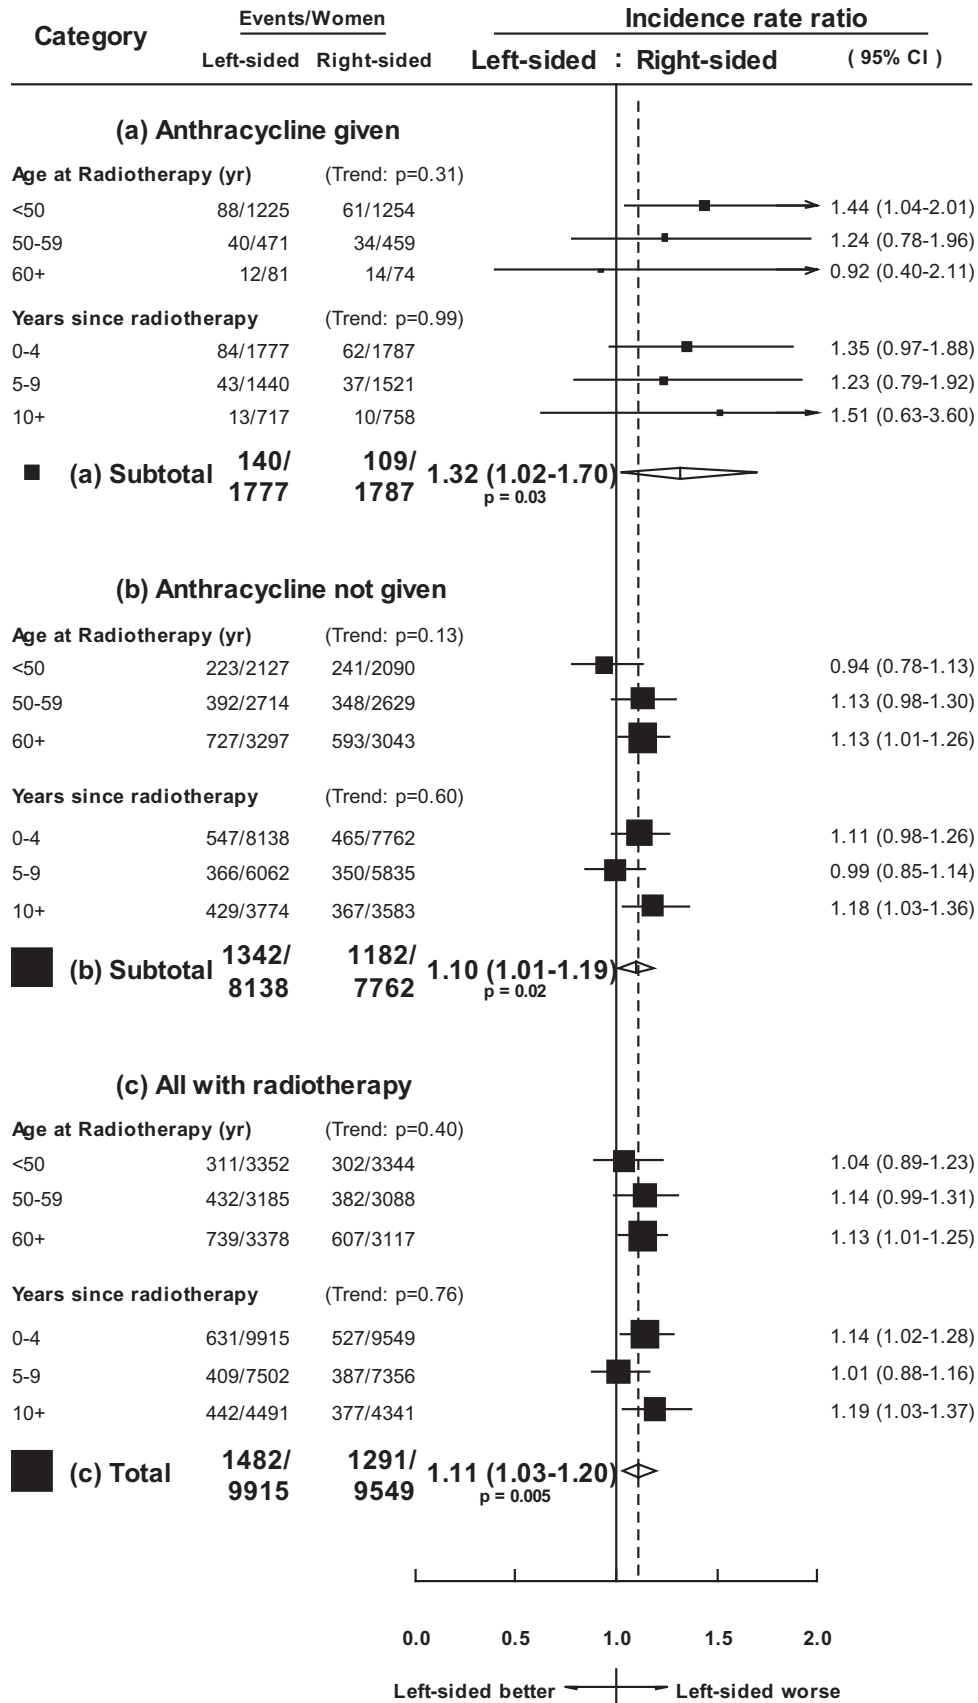 Category Events/Women Incidence rate ratio
Left-sided Right-sided Left-sided : Right-sided ( 95% CI )
(a) Anthracycline given
Age at Radiotherapy (yr) (Trend: p=0.31)
<50 88/1225 61/1254 1.44 (1.04-2.01)
50-59 40/471 34/459 1.24 (0.78-1.96)
60+ 12/81 14/74 0.92 (0.40-2.11)
Years since radiotherapy (Trend: p=0.99)
0-4 84/1777 62/1787 1.35 (0.97-1.88)
5-9 43/1440 37/1521 1.23 (0.79-1.92)
10+ 13/717 10/758 1.51 (0.63-3.60)
(a) Subtotal 140/ 109/ 1.32 (1.02-1.70)
1777 1787 p = 0.03
(b) Anthracycline not given
Age at Radiotherapy (yr) (Trend: p=0.13)
<50 223/2127 241/2090 0.94 (0.78-1.13)
50-59 392/2714 348/2629 1.13 (0.98-1.30)
60+ 727/3297 593/3043 1.13 (1.01-1.26)
Years since radiotherapy (Trend: p=0.60)
0-4 547/8138 465/7762 1.11 (0.98-1.26)
5-9 366/6062 350/5835 0.99 (0.85-1.14)
10+ 429/3774 367/3583 1.18 (1.03-1.36)
(b) Subtotal 1342/ 1182/ 1.10 (1.01-1.19)
8138 7762 p = 0.02
(c) All with radiotherapy
Age at Radiotherapy (yr) (Trend: p=0.40)
<50 311/3352 302/3344 1.04 (0.89-1.23)
50-59 432/3185 382/3088 1.14 (0.99-1.31)
60+ 739/3378 607/3117 1.13 (1.01-1.25)
Years since radiotherapy (Trend: p=0.76)
0-4 631/9915 527/9549 1.14 (1.02-1.28)
5-9 409/7502 387/7356 1.01 (0.88-1.16)
10+ 442/4491 377/4341 1.19 (1.03-1.37)
(c) Total 1482/ 1291/ 1.11 (1.03-1.20)
9915 9549 p = 0.005
0.0 0.5 1.0 1.5 2.0
Left-sided better Left-sided worse